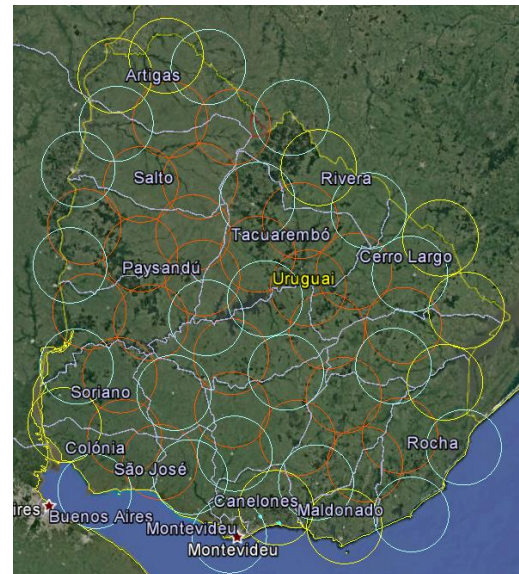 Artigas
Salto
Rivera
Tacuarembó
Cerro Largo
Paysandú
Uruguai
Soriano
Colónia
Rocha
São José
Canelones
ires
Buenos Aires
Maldonado
Montevideu
Montevideu